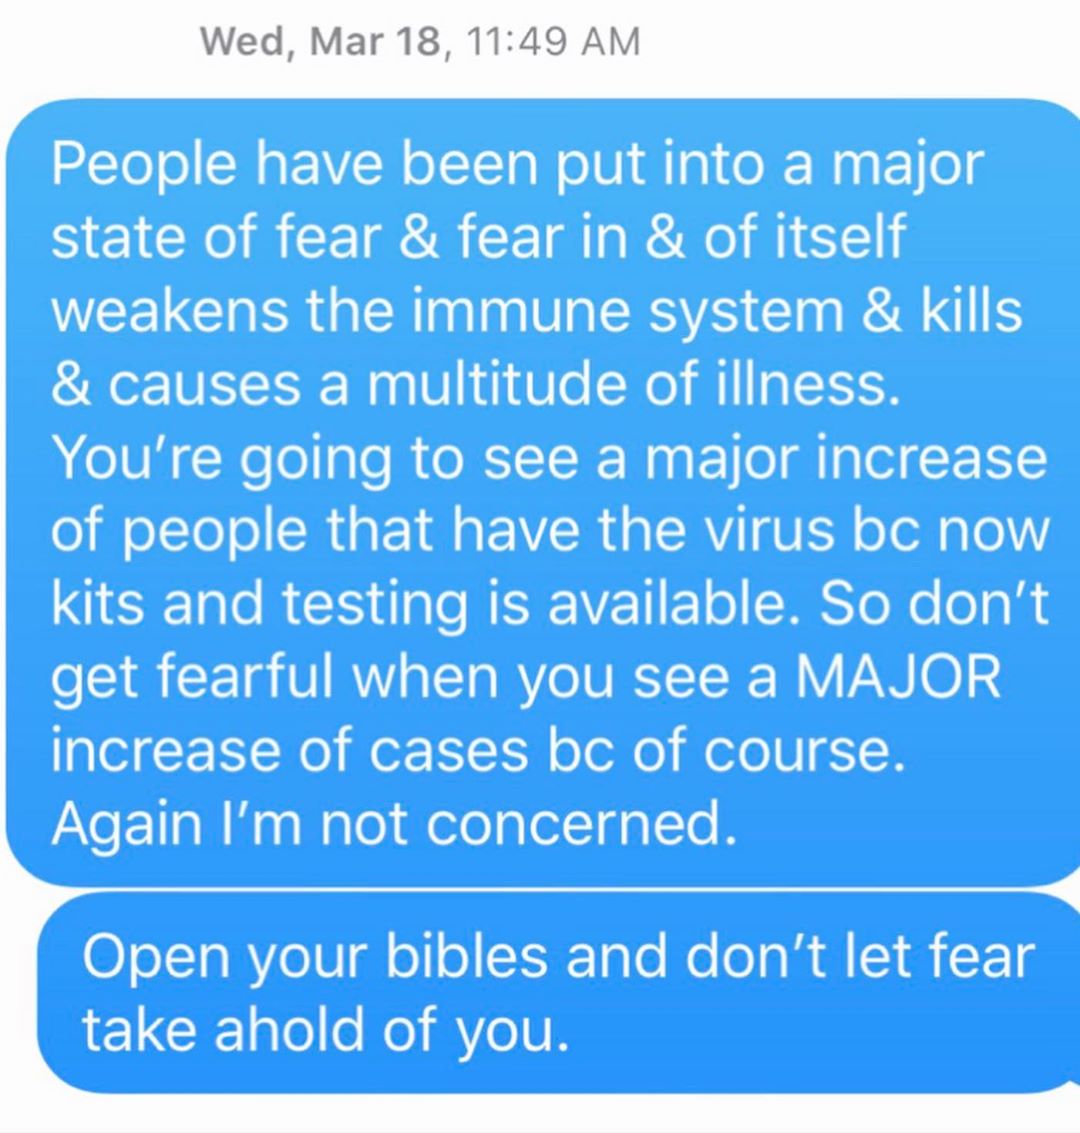 Wed, Mar 18, 11:49 AM
People have been put into a major
state of fear & fear in & of itself
weakens the immune system & kills
& causes a multitude of illness.
You’re going to see a major increase
of people that have the virus bc now
kits and testing is available. So don’t
get fearful when you see a MAJOR
increase of cases bc of course.
Again I’m not concerned.
Open your bibles and don’t let fear
take ahold of you.